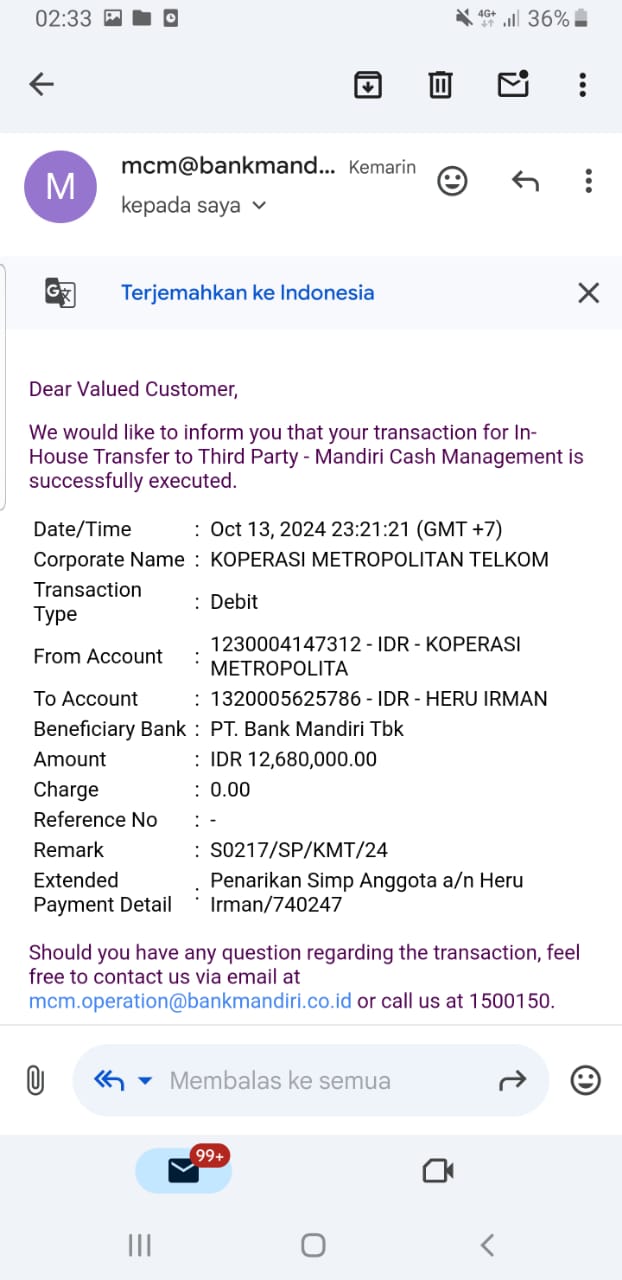 02:33 4G+ 36%
mcm@bankmand... Kemarin
M
kepada saya
Terjemahkan ke Indonesia
Dear Valued Customer,
We would like to inform you that your transaction for In-
House Transfer to Third Party - Mandiri Cash Management is
successfully executed.
Date/Time : Oct 13, 2024 23:21:21 (GMT +7)
Corporate Name : KOPERASI METROPOLITAN TELKOM
Transaction
Type : Debit
From Account : 1230004147312 - IDR - KOPERASI
METROPOLITA
To Account : 1320005625786 - IDR - HERU IRMAN
Beneficiary Bank : PT. Bank Mandiri Tbk
Amount : IDR 12,680,000.00
Charge : 0.00
Reference No : -
Remark : S0217/SP/KMT/24
Extended : Penarikan Simp Anggota a/n Heru
Payment Detail Irman/740247
Should you have any question regarding the transaction, feel
free to contact us via email at
mcm.operation@bankmandiri.co.id or call us at 1500150.
Membalas ke semua
99+